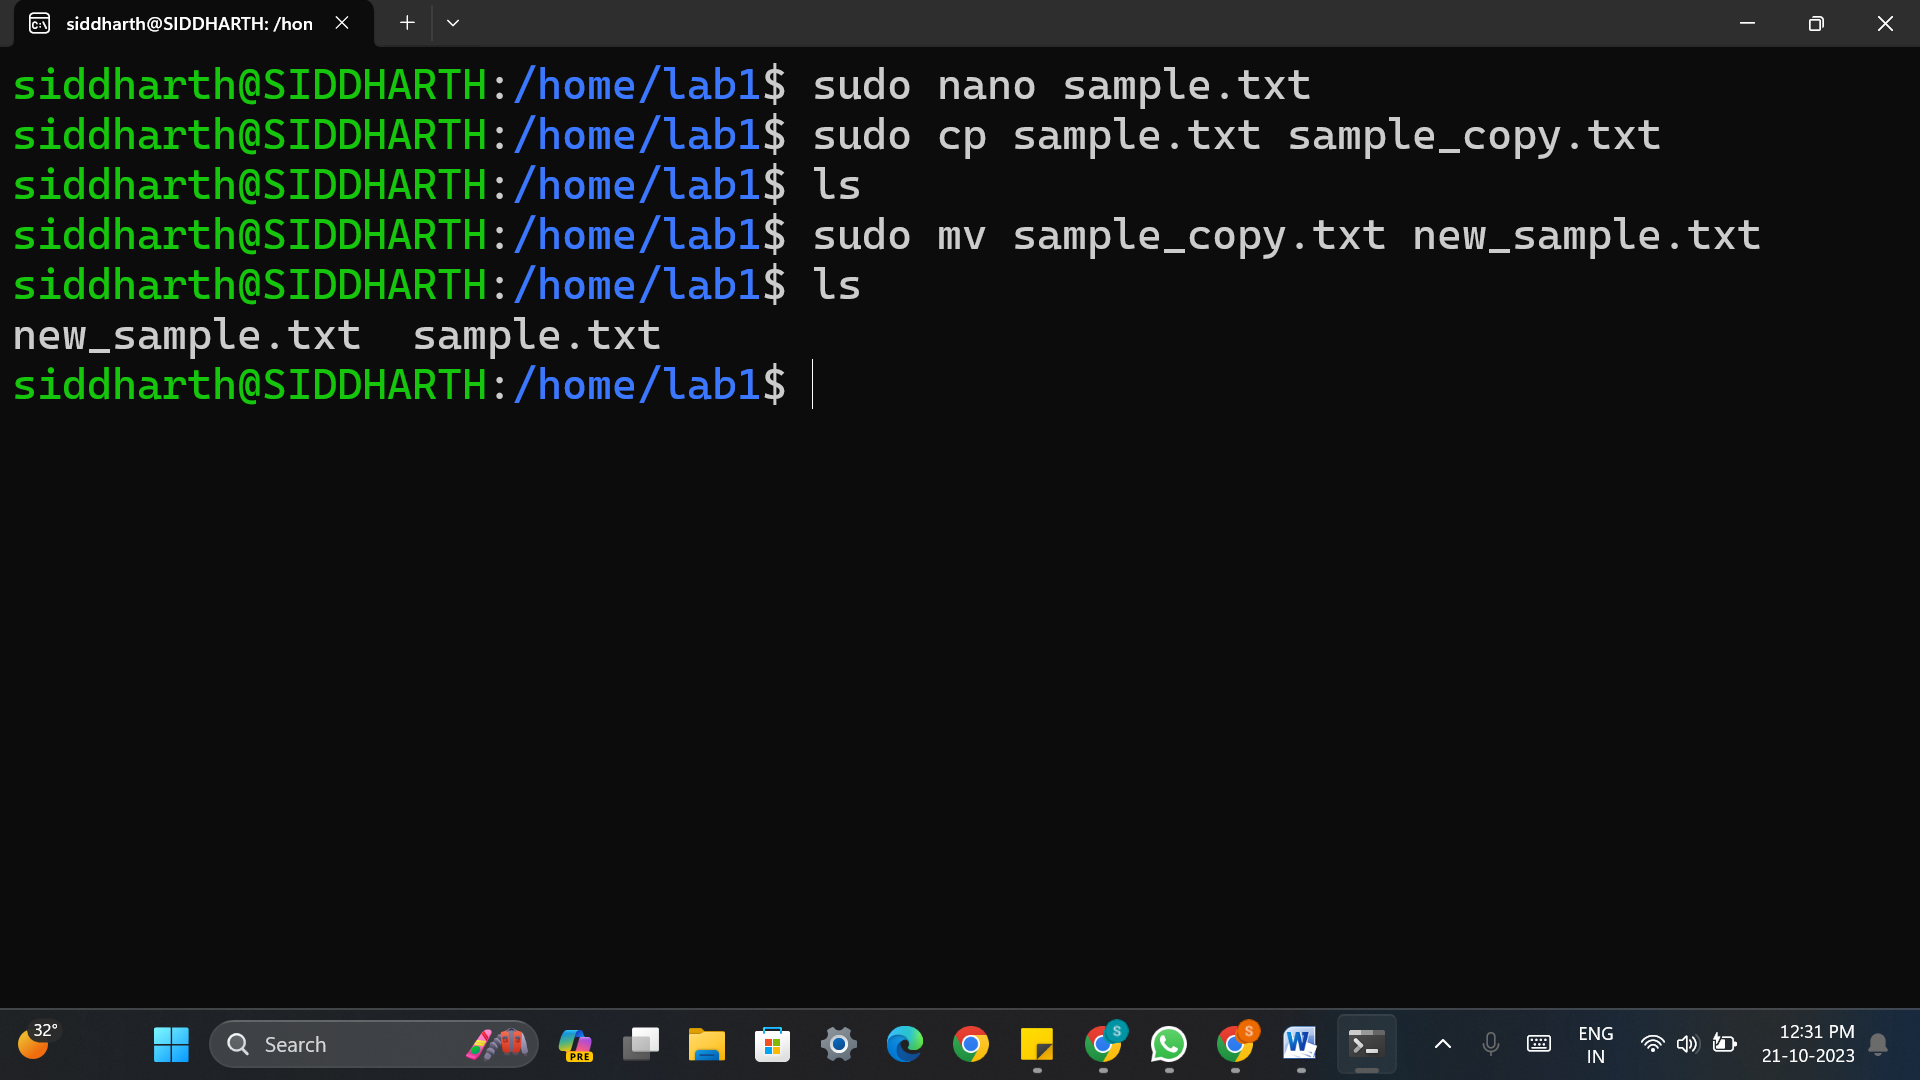 siddharth@SIDDHARTH: /hon
siddharth@SIDDHARTH:/home/lab1$ sudo nano sample.txt
siddharth@SIDDHARTH:/home/lab1$ sudo cp sample.txt sample_copy.txt
siddharth@SIDDHARTH:/home/lab1$ ls
siddharth@SIDDHARTH:/home/lab1$ sudo mv sample_copy.txt new_sample.txt
siddharth@SIDDHARTH:/home/lab1$ ls
new_sample.txt  sample.txt
siddharth@SIDDHARTH:/home/lab1$
32°
Search
PRE
S
S
W
ENG
IN
12:31 PM
21-10-2023